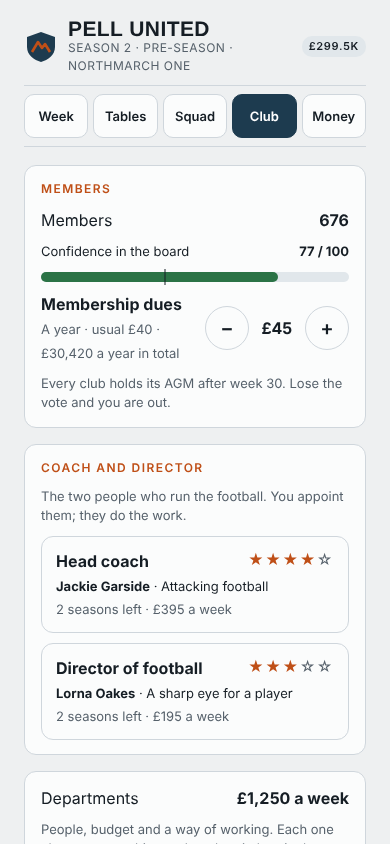 PELL UNITED
SEASON 2 · PRE-SEASON ·
NORTHMARCH ONE
£299.5K
Week
Tables
Squad
Club
Money
MEMBERS
Members
676
Confidence in the board
77 / 100
Membership dues
A year · usual £40 ·
£30,420 a year in total
−
£45
+
Every club holds its AGM after week 30. Lose the
vote and you are out.
COACH AND DIRECTOR
The two people who run the football. You appoint
them; they do the work.
Head coach
★★★★☆
Jackie Garside · Attacking football
2 seasons left · £395 a week
Director of football
★★★☆☆
Lorna Oakes · A sharp eye for a player
2 seasons left · £195 a week
Departments
£1,250 a week
People, budget and a way of working. Each one